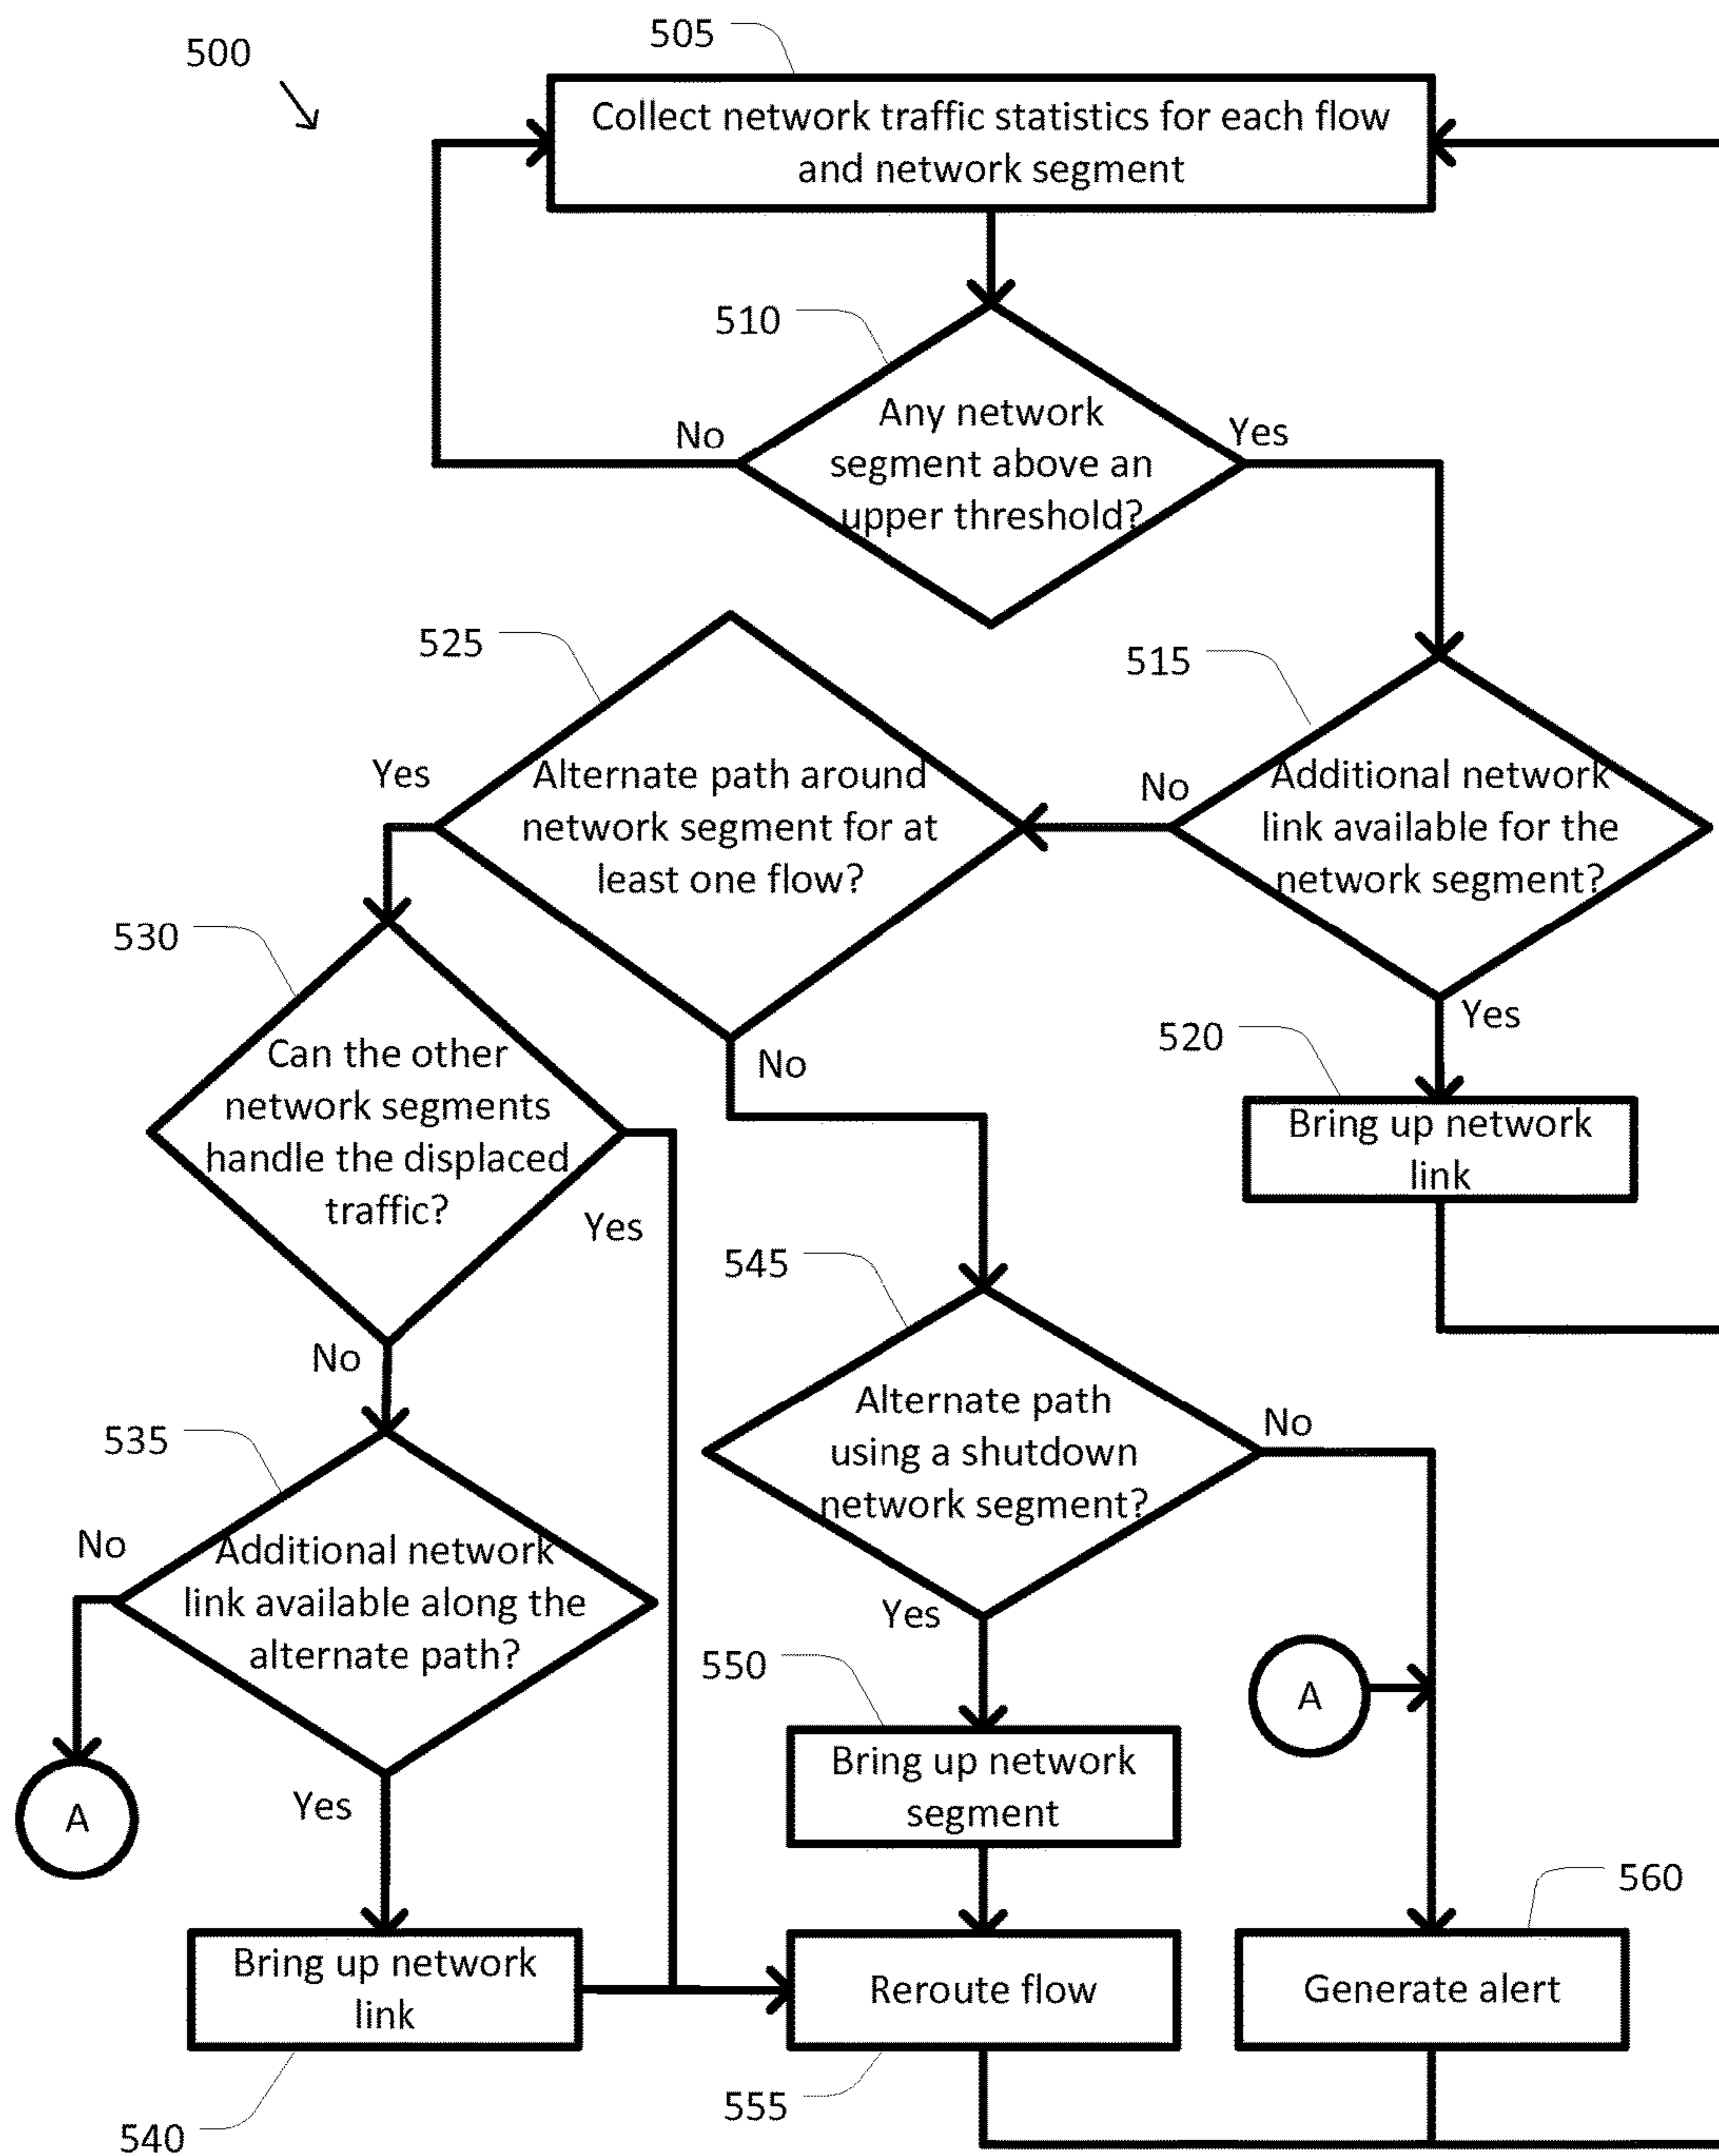 500
505
Collect network traffic statistics for each flow
and network segment
510
Any network
segment above an
upper threshold?
No
Yes
525
515
Alternate path around
network segment for at
least one flow?
Yes
No
Additional network
link available for the
network segment?
No
Yes
530
520
Can the other
network segments
handle the displaced
traffic?
Yes
No
Bring up network
link
545
535
Alternate path
using a shutdown
network segment?
No
Yes
Additional network
link available along the
alternate path?
No
Yes
A
550
Bring up network
segment
A
560
Bring up network
link
Reroute flow
Generate alert
540
555